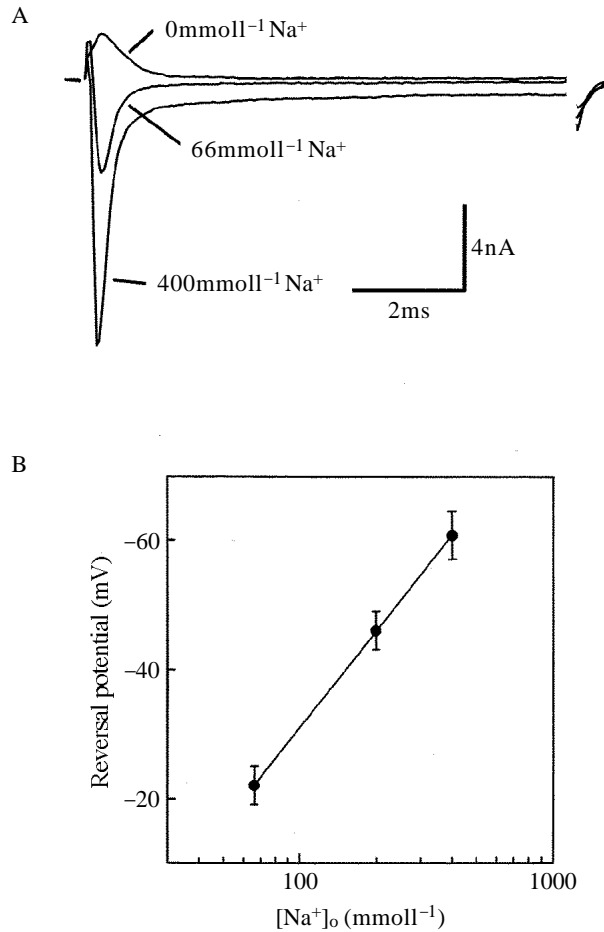 A
0mmoll⁻¹ Na⁺
66mmoll⁻¹ Na⁺
400mmoll⁻¹ Na⁺
4nA
2ms
B
Reversal potential (mV)
−60
−40
−20
100
1000
[Na⁺]ₒ (mmoll⁻¹)